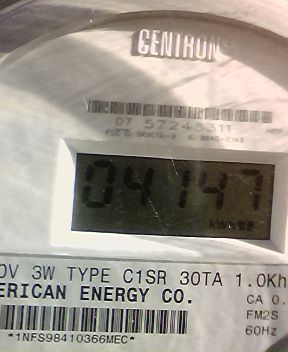 CENTRON
07 57245311
04147
0V 3W TYPE C1SR 30TA 1.0Kh
ERICAN ENERGY CO.
CA 0.
FM2S
60Hz
*1NFS98410366MEC*